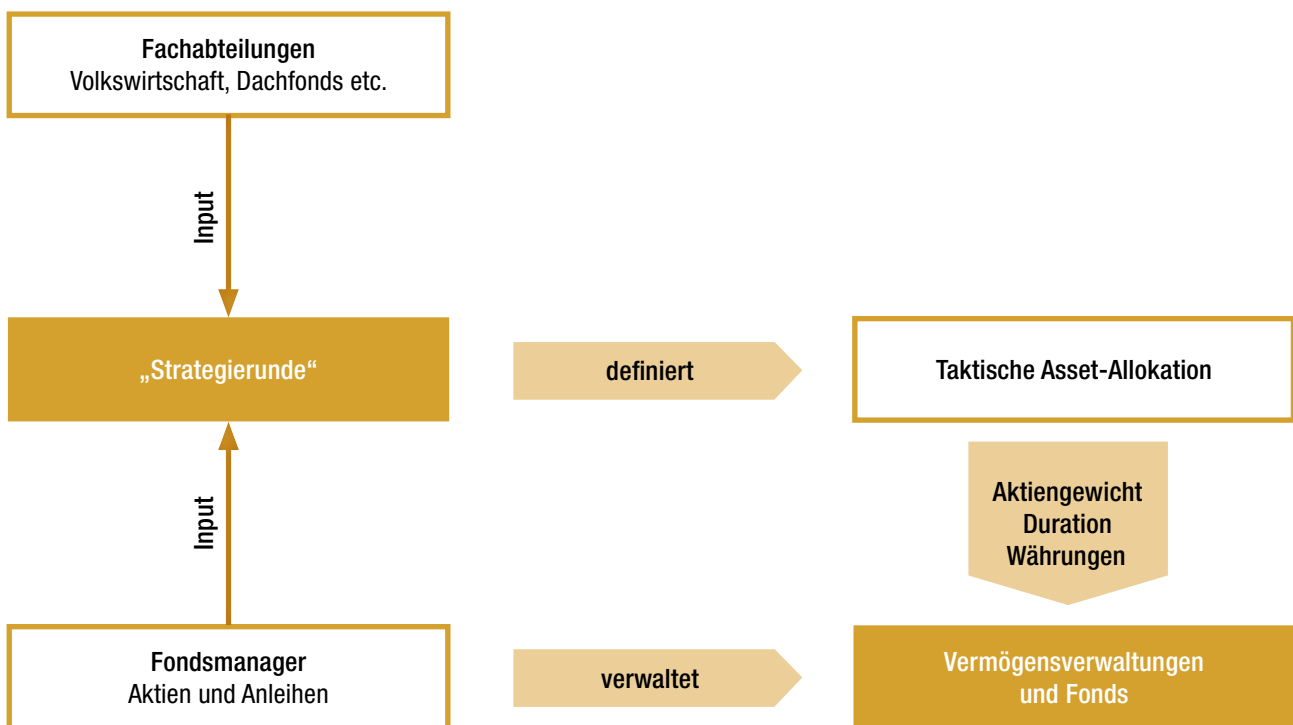 Fachabteilungen
Volkswirtschaft, Dachfonds etc.
Input
„Strategierunde“
definiert
Taktische Asset-Allokation
Input
Aktiengewicht
Duration
Währungen
Fondsmanager
Aktien und Anleihen
verwaltet
Vermögensverwaltungen
und Fonds